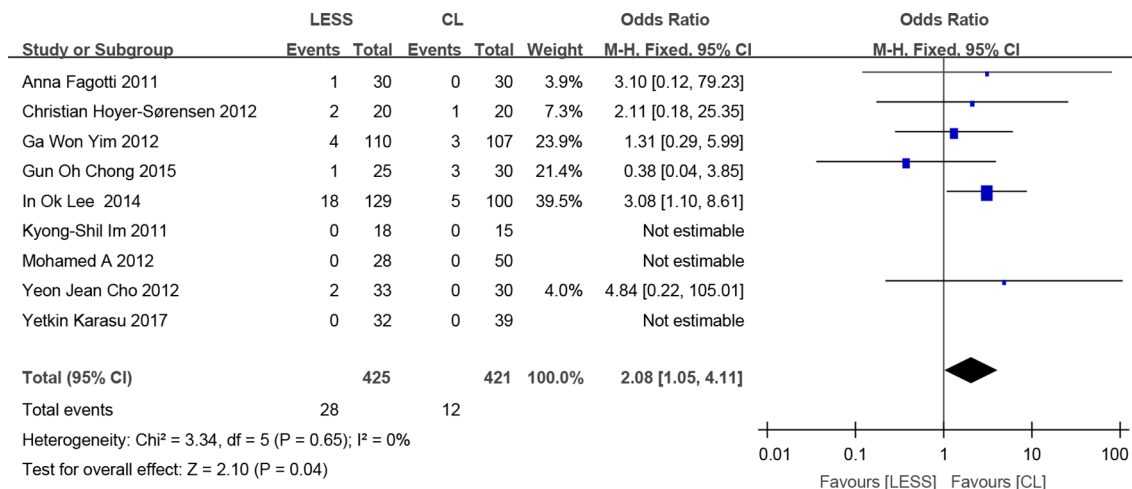 LESS CL Odds Ratio Odds Ratio
Study or Subgroup Events Total Events Total Weight M-H, Fixed, 95% CI M-H, Fixed, 95% CI
Anna Fagotti 2011 1 30 0 30 3.9% 3.10 [0.12, 79.23]
Christian Hoyer-Sørensen 2012 2 20 1 20 7.3% 2.11 [0.18, 25.35]
Ga Won Yim 2012 4 110 3 107 23.9% 1.31 [0.29, 5.99]
Gun Oh Chong 2015 1 25 3 30 21.4% 0.38 [0.04, 3.85]
In Ok Lee 2014 18 129 5 100 39.5% 3.08 [1.10, 8.61]
Kyong-Shil Im 2011 0 18 0 15 Not estimable
Mohamed A 2012 0 28 0 50 Not estimable
Yeon Jean Cho 2012 2 33 0 30 4.0% 4.84 [0.22, 105.01]
Yetkin Karasu 2017 0 32 0 39 Not estimable
Total (95% CI) 425 421 100.0% 2.08 [1.05, 4.11]
Total events 28 12
Heterogeneity: Chi² = 3.34, df = 5 (P = 0.65); I² = 0%
Test for overall effect: Z = 2.10 (P = 0.04)
0.01 0.1 1 10 100
Favours [LESS] Favours [CL]